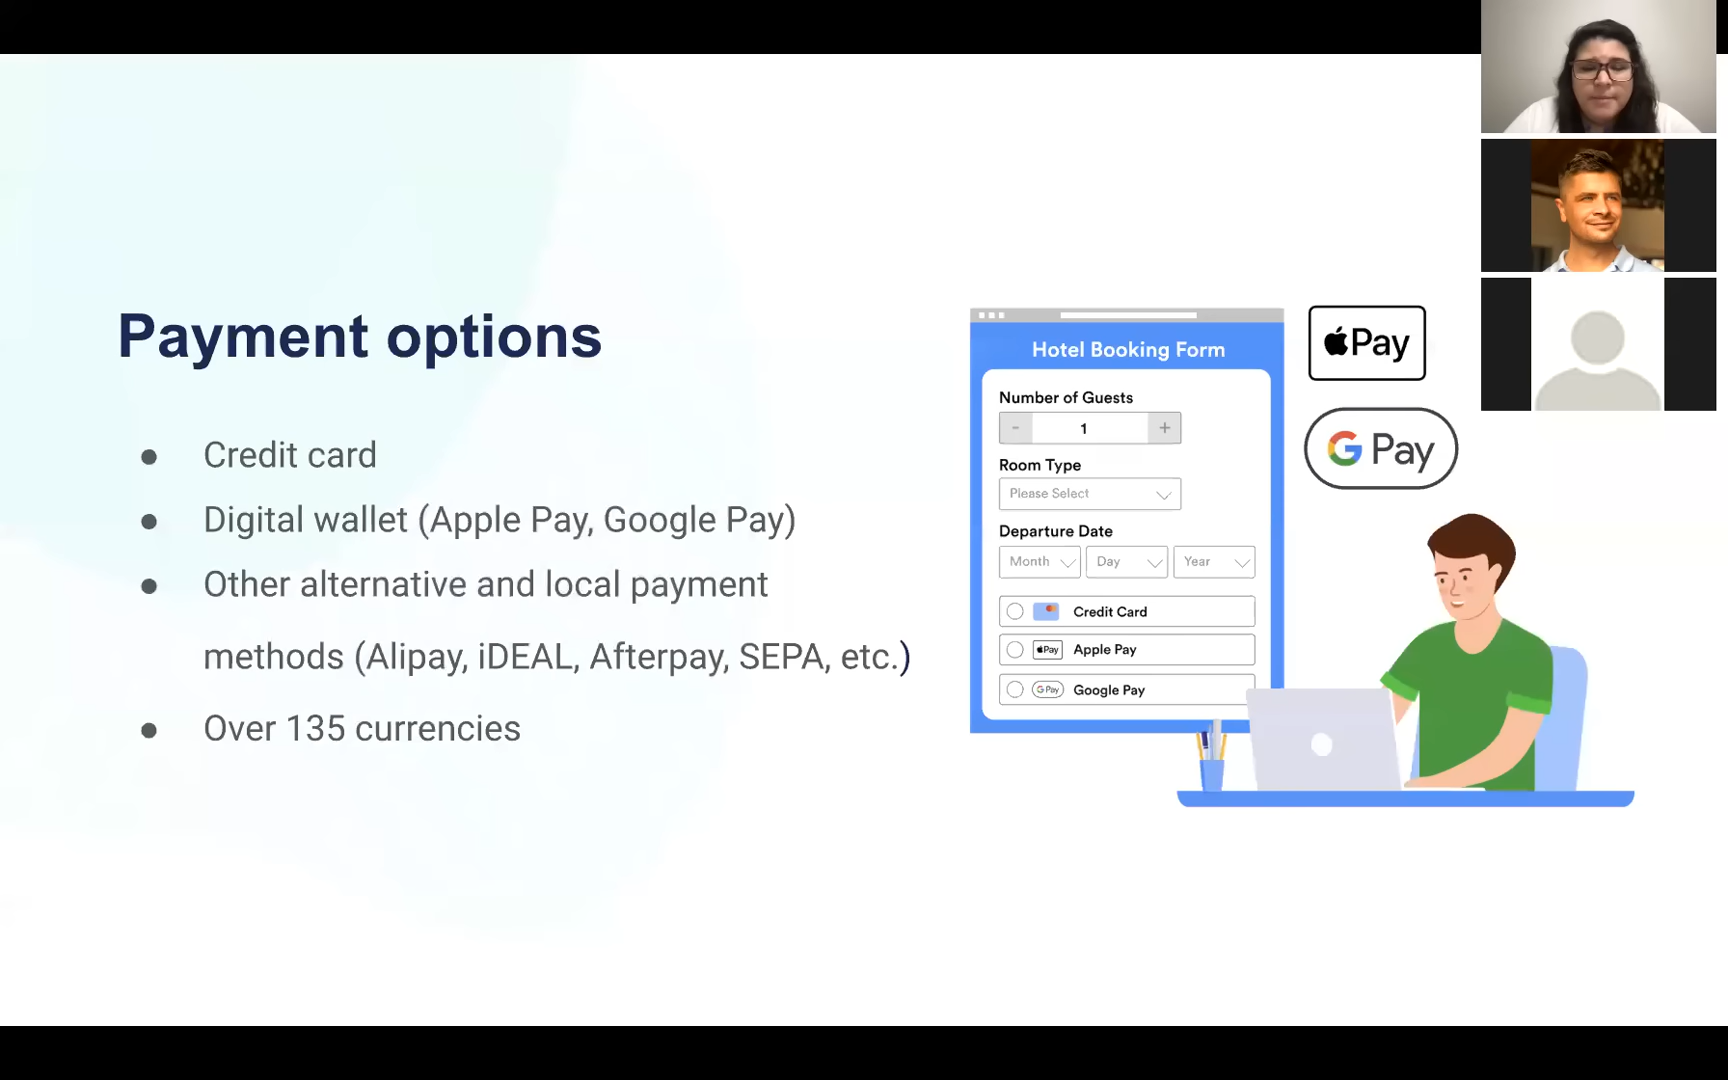 Payment options
● Credit card
● Digital wallet (Apple Pay, Google Pay)
● Other alternative and local payment
methods (Alipay, iDEAL, Afterpay, SEPA, etc.)
● Over 135 currencies
Hotel Booking Form
Number of Guests
- 1 +
Room Type
Please Select
Departure Date
Month Day Year
Credit Card
Pay Apple Pay
G Pay Google Pay
Pay
G Pay